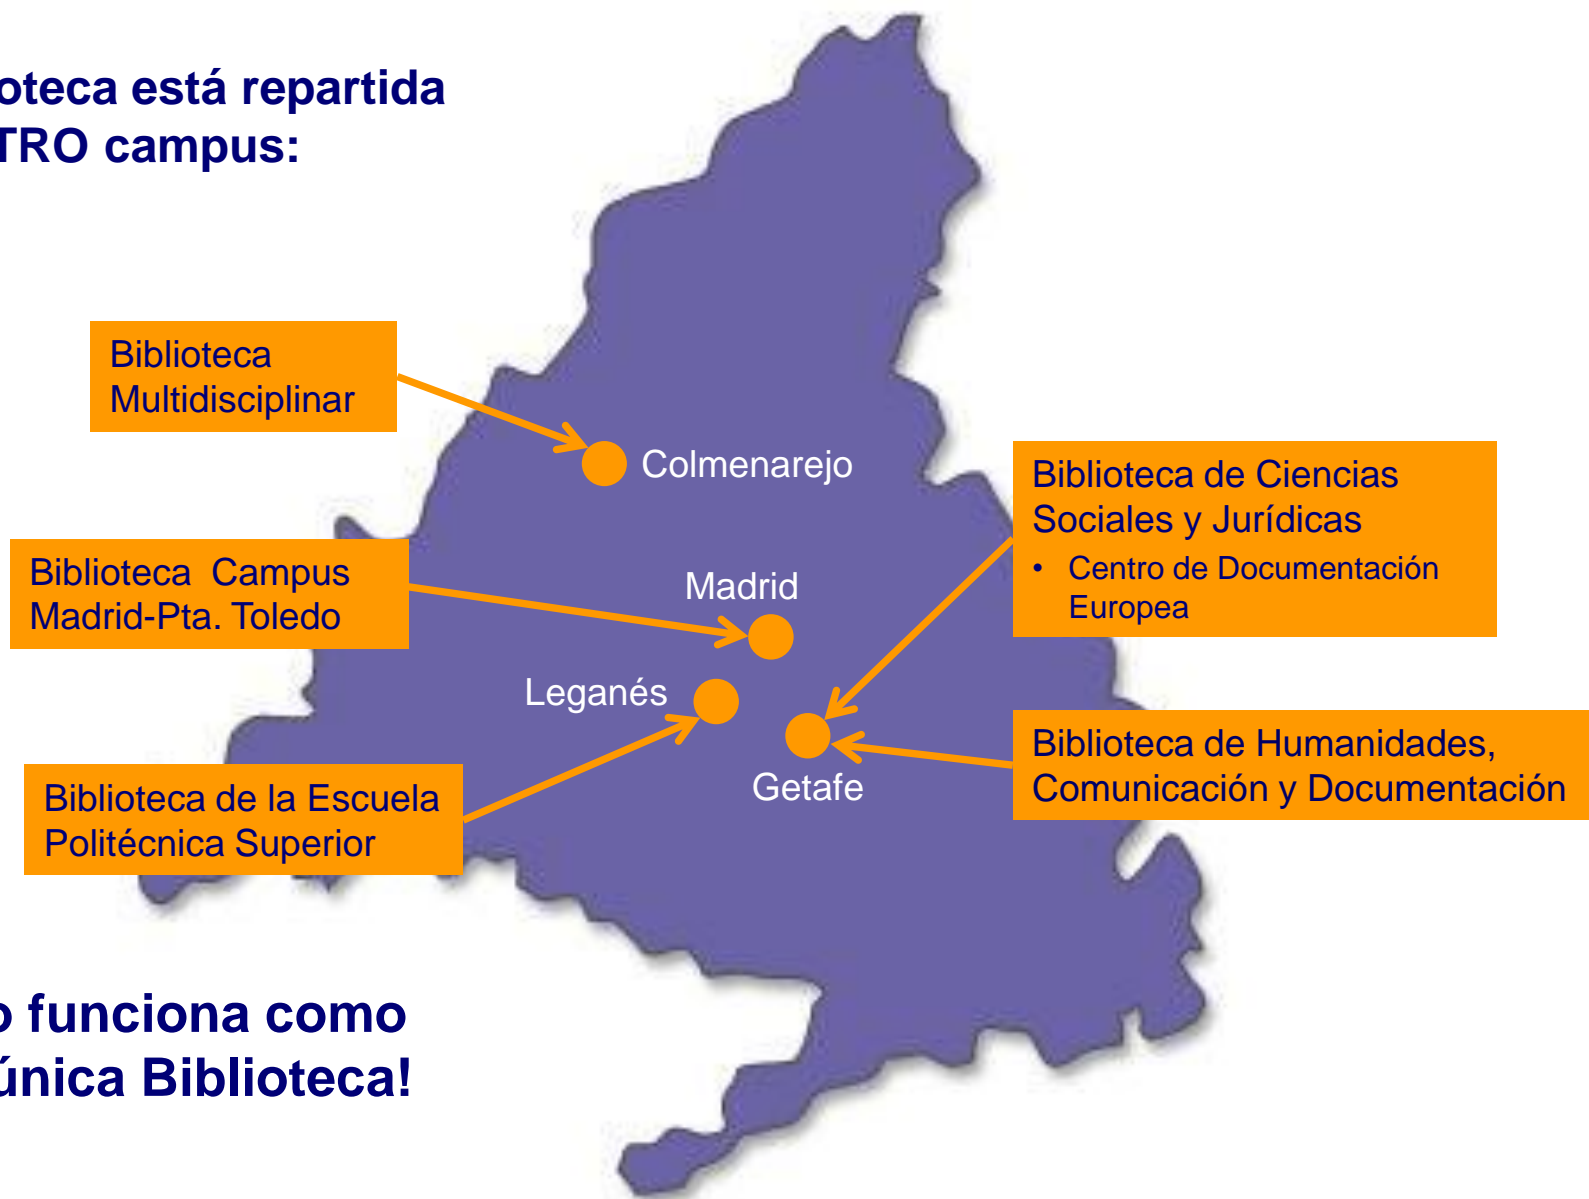 oteca está repartida
TRO campus:
Biblioteca
Multidisciplinar
Colmenarejo
Biblioteca de Ciencias
Sociales y Jurídicas
• Centro de Documentación
Europea
Biblioteca Campus
Madrid-Pta. Toledo
Madrid
Leganés
Getafe
Biblioteca de Humanidades,
Comunicación y Documentación
Biblioteca de la Escuela
Politécnica Superior
o funciona como
única Biblioteca!